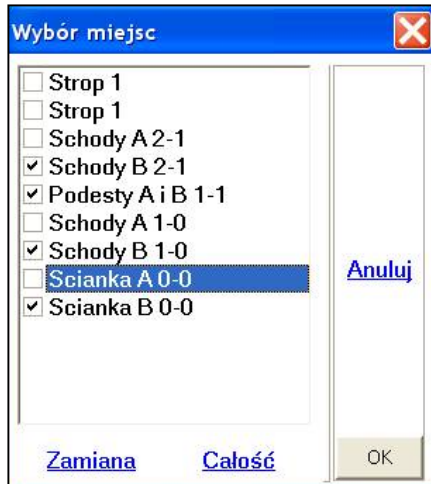 Wybór miejsc
Strop 1
Strop 1
Schody A 2-1
Schody B 2-1
Podesty A i B 1-1
Schody A 1-0
Schody B 1-0
Scianka A 0-0
Scianka B 0-0
Anuluj
Zamiana Całość OK